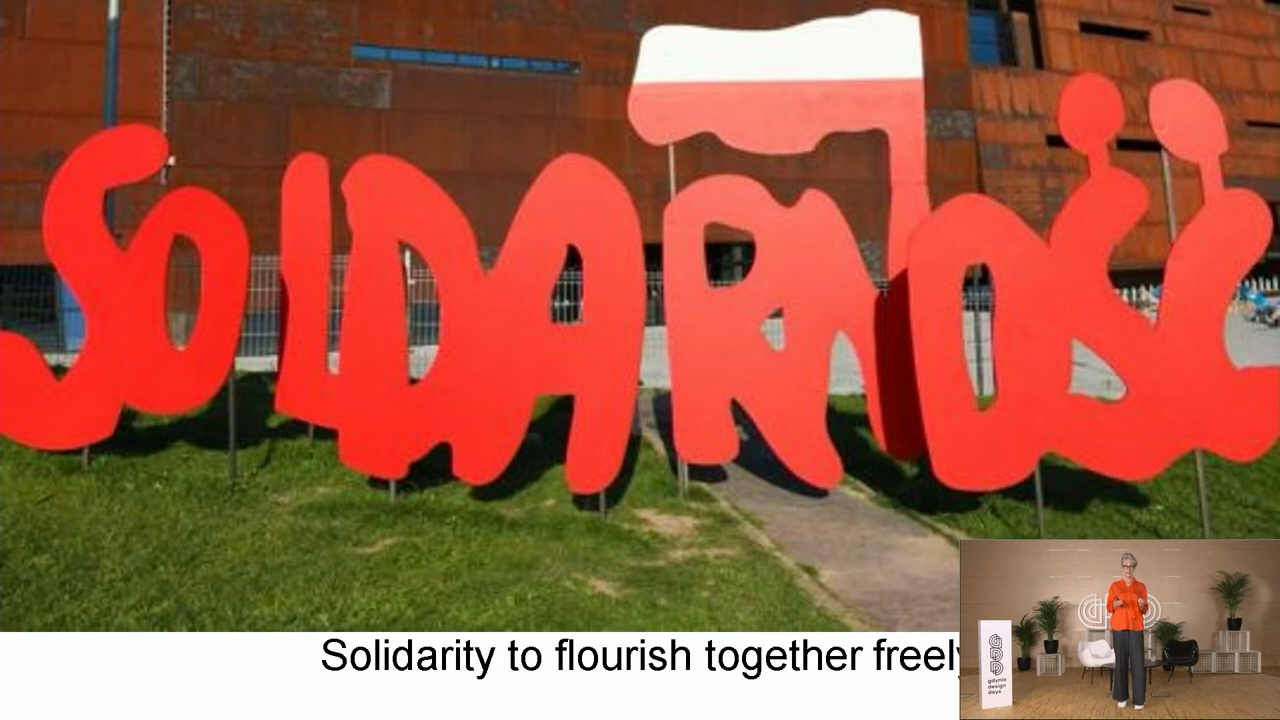 SOLIDARNOŚĆ
Solidarity to flourish together freely
gdynia
design
days